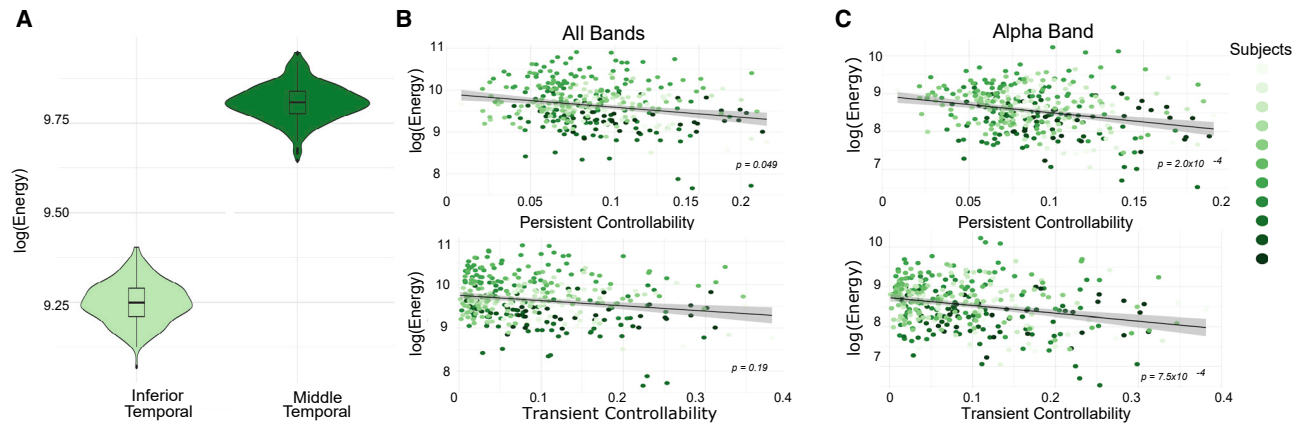 A
B
C
All Bands
Alpha Band
Subjects
log(Energy)
9.75
9.50
9.25
Inferior
Temporal
Middle
Temporal
log(Energy)
11
10
9
8
p = 0.049
0
0.05
0.1
0.15
0.2
Persistent Controllability
log(Energy)
10
9
8
7
p = 2.0x10 -4
0
0.05
0.1
0.15
0.2
Persistent Controllability
log(Energy)
11
10
9
8
p = 0.19
0
0.1
0.2
0.3
0.4
Transient Controllability
log(Energy)
10
9
8
7
p = 7.5x10 -4
0
0.1
0.2
0.3
0.4
Transient Controllability